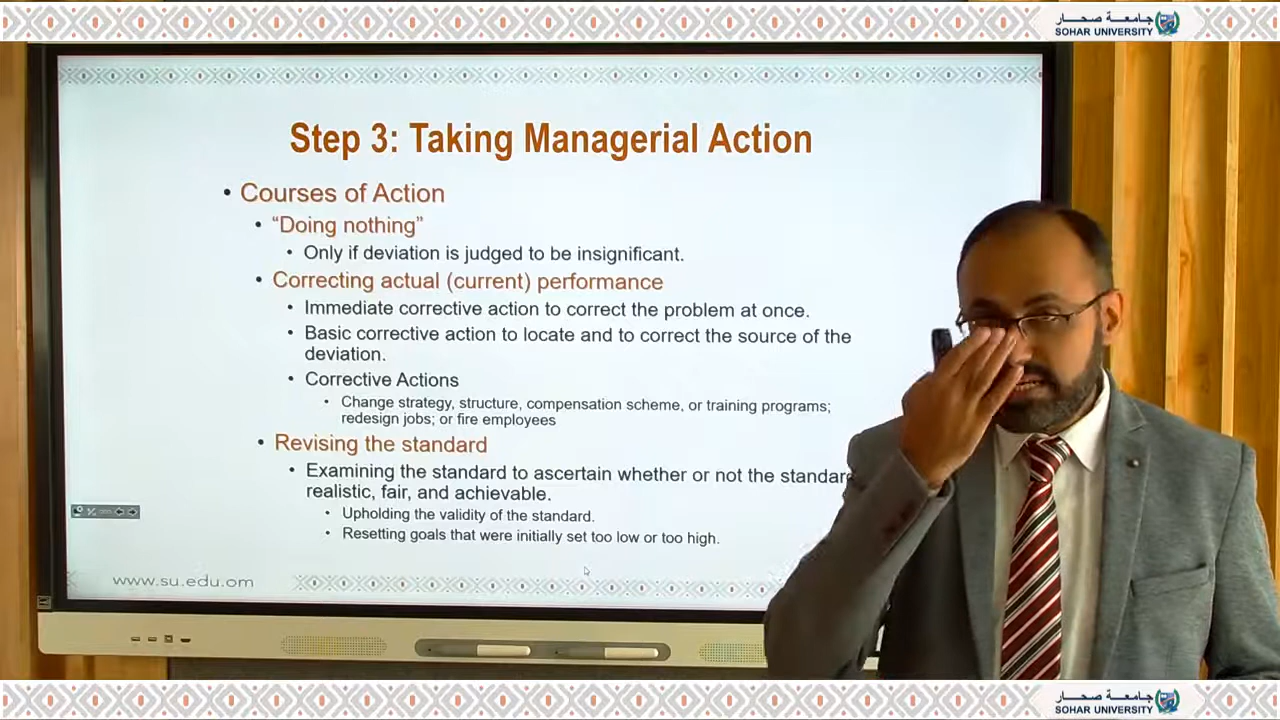 جامعة صحار
SOHAR UNIVERSITY
Step 3: Taking Managerial Action
• Courses of Action
• “Doing nothing”
• Only if deviation is judged to be insignificant.
• Correcting actual (current) performance
• Immediate corrective action to correct the problem at once.
• Basic corrective action to locate and to correct the source of the
deviation.
• Corrective Actions
• Change strategy, structure, compensation scheme, or training programs;
redesign jobs; or fire employees
• Revising the standard
• Examining the standard to ascertain whether or not the standard
realistic, fair, and achievable.
• Upholding the validity of the standard.
• Resetting goals that were initially set too low or too high.
www.su.edu.om
جامعة صحار
SOHAR UNIVERSITY